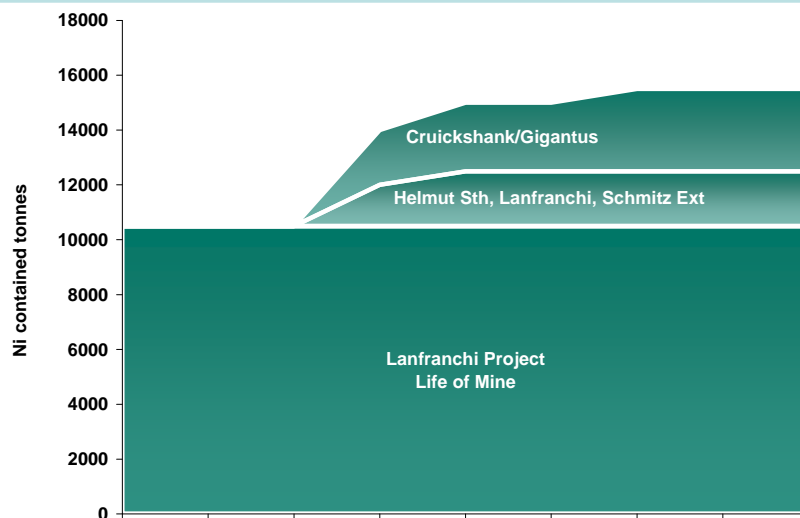 18000
16000
14000
12000
10000
8000
6000
4000
2000
0
Ni contained tonnes
Cruickshank/Gigantus
Helmut Sth, Lanfranchi, Schmitz Ext
Lanfranchi Project
Life of Mine